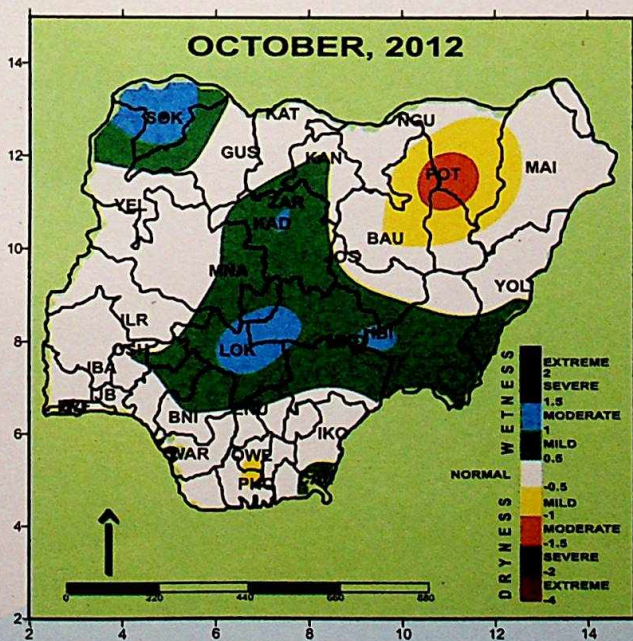 OCTOBER, 2012
14
12
10
8
6
4
2
SOK
KAT
NGU
GUS
KAN
POT
MAI
YEL
ZAR
KAD
BAU
JOS
MNA
YOL
ILR
LOK
IBI
OSH
IBA
IJB
BNI
ENU
IKO
WAR
OWE
PHC
WETNESS
EXTREME
2
SEVERE
1.5
MODERATE
1
MILD
0.5
NORMAL
-0.5
DRYNESS
MILD
-1
MODERATE
-1.5
SEVERE
-2
EXTREME
-4
0 220 440 660 880
2 4 6 8 10 12 14